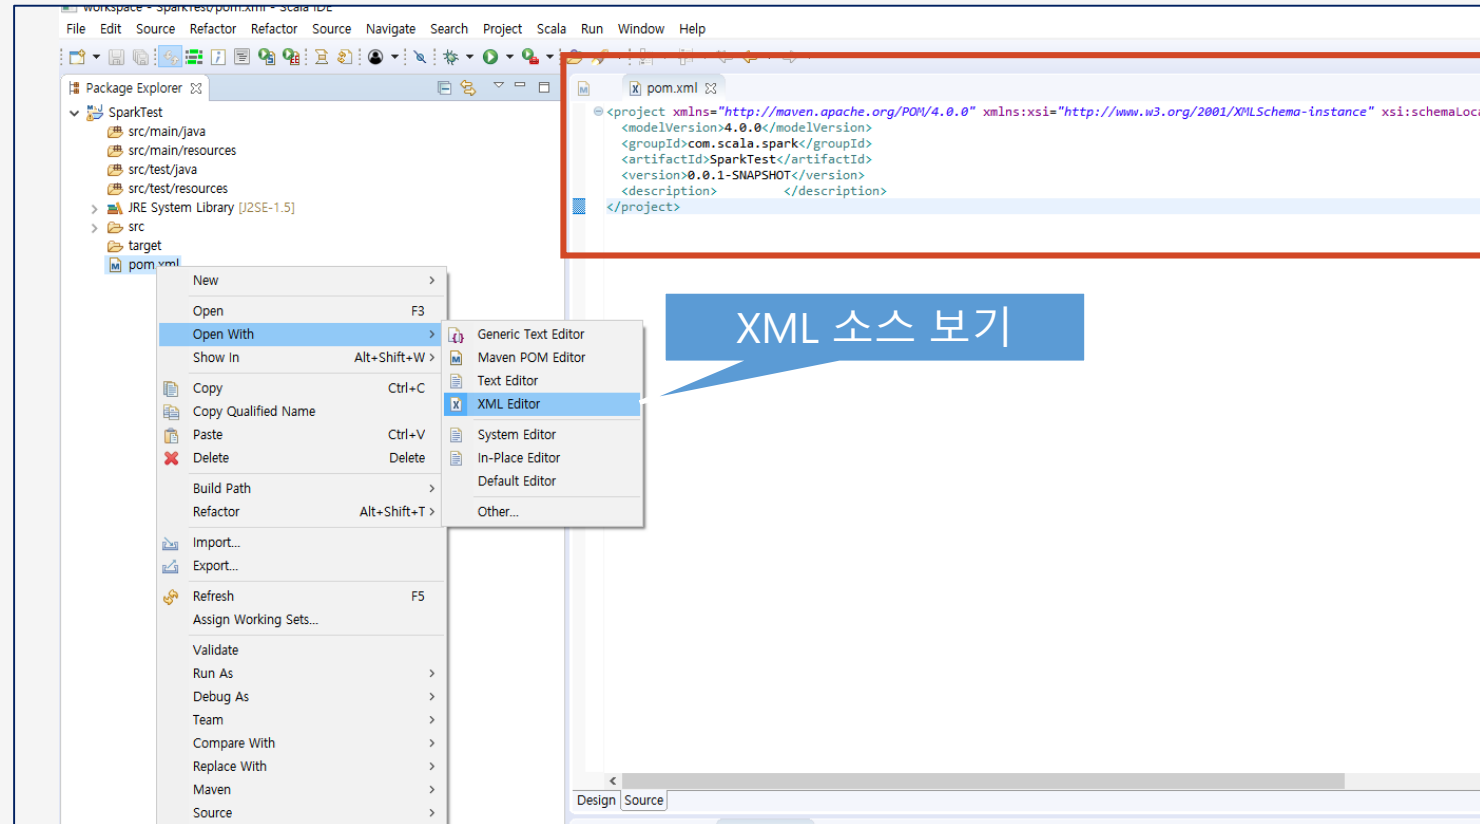 workspace - SparkTest/pom.xml - Scala IDE
File Edit Source Refactor Refactor Source Navigate Search Project Scala Run Window Help
Package Explorer
SparkTest
src/main/java
src/main/resources
src/test/java
src/test/resources
JRE System Library [J2SE-1.5]
src
target
pom.xml
New
Open F3
Open With
Show In Alt+Shift+W
Copy Ctrl+C
Copy Qualified Name
Paste Ctrl+V
Delete Delete
Build Path
Refactor Alt+Shift+T
Import...
Export...
Refresh F5
Assign Working Sets...
Validate
Run As
Debug As
Team
Compare With
Replace With
Maven
Source
Generic Text Editor
Maven POM Editor
Text Editor
XML Editor
System Editor
In-Place Editor
Default Editor
Other...
pom.xml
<project xmlns="http://maven.apache.org/POM/4.0.0" xmlns:xsi="http://www.w3.org/2001/XMLSchema-instance" xsi:schemaLoca
<modelVersion>4.0.0</modelVersion>
<groupId>com.scala.spark</groupId>
<artifactId>SparkTest</artifactId>
<version>0.0.1-SNAPSHOT</version>
<description> </description>
</project>
XML 소스 보기
Design Source